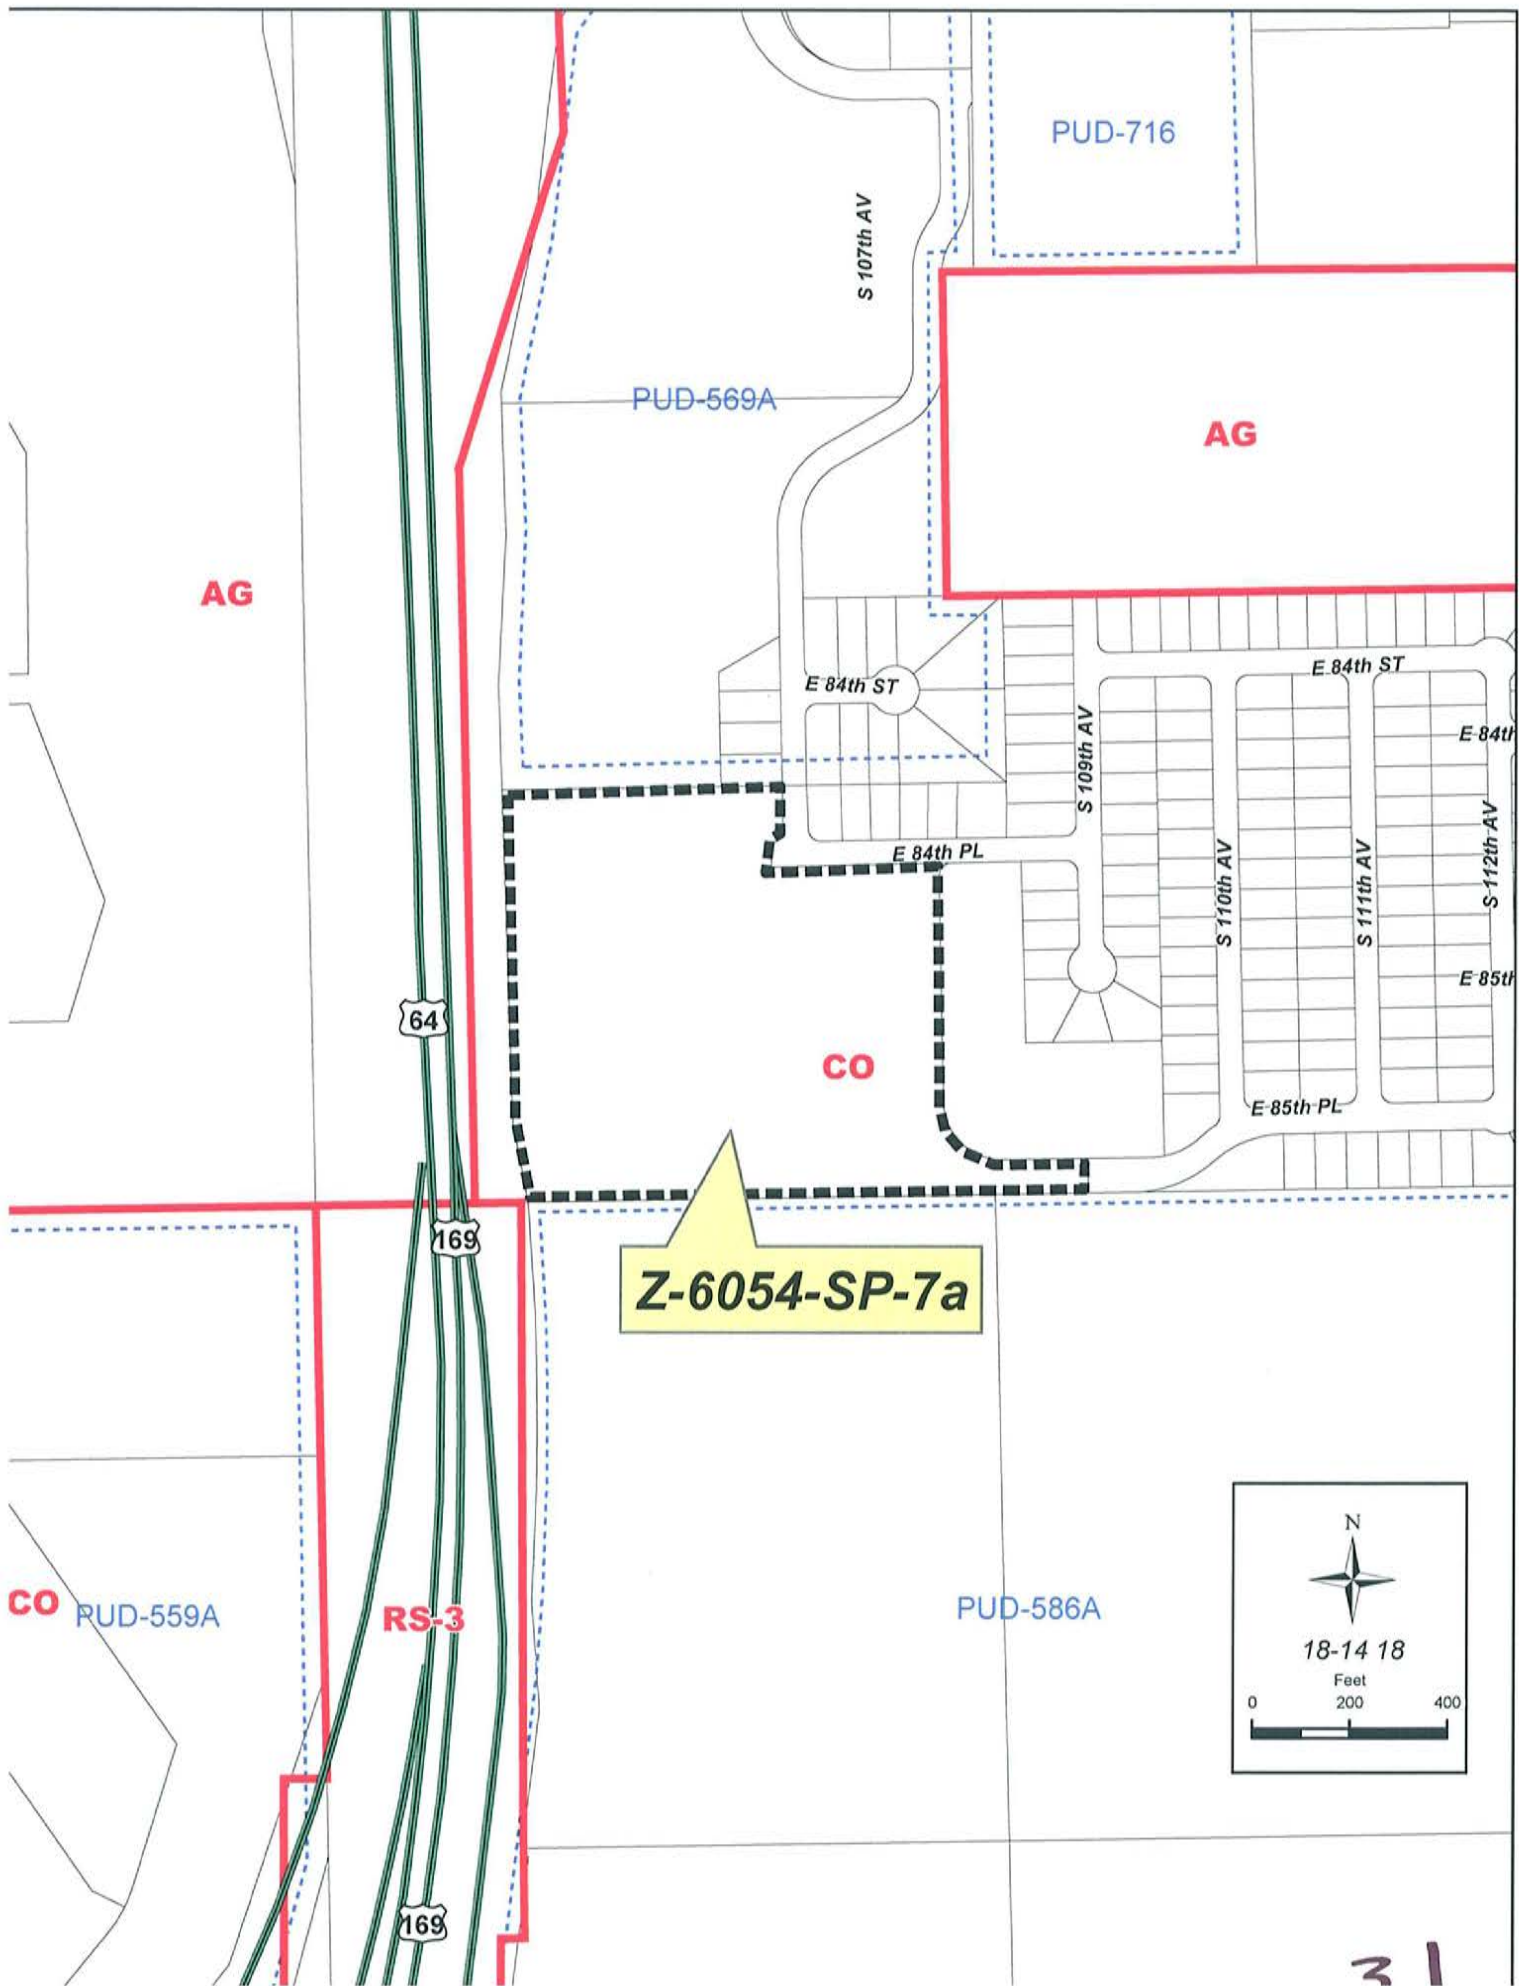 PUD-716
S 107th AV
PUD-569A
AG
AG
E 84th ST
E 84th ST
E 84th
S 109th AV
S 112th AV
E 84th PL
S 110th AV
S 111th AV
E 85th
64
CO
E 85th PL
169
Z-6054-SP-7a
N
CO
PUD-559A
RS-3
PUD-586A
18-14 18
Feet
0 200 400
169
31